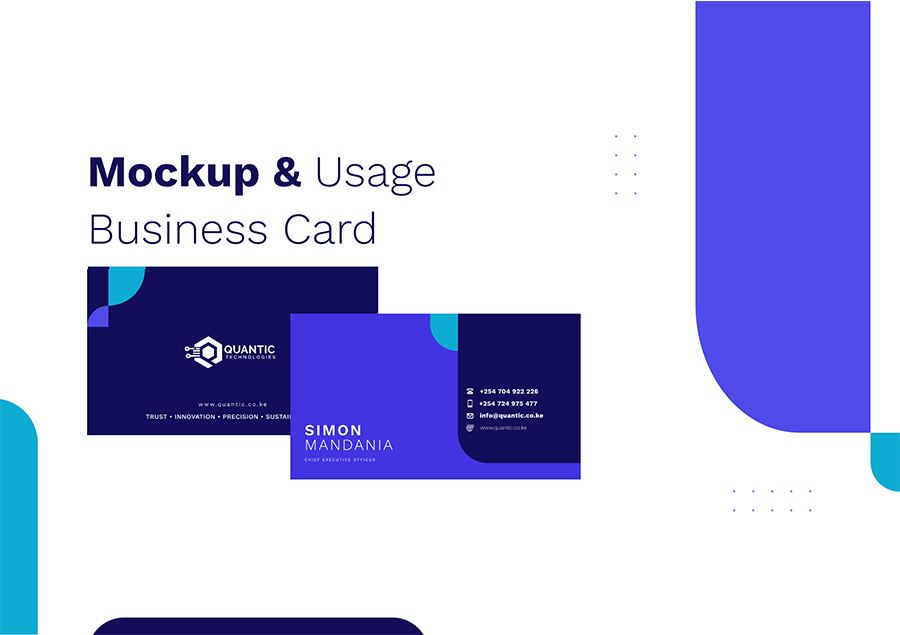 Mockup & Usage
Business Card
QUANTIC
TECHNOLOGIES
www.quantic.co.ke
TRUST • INNOVATION • PRECISION • SUSTAI
SIMON
MANDANIA
CHIEF EXECUTIVE OFFICER
+254 704 922 226
+254 724 975 477
info@quantic.co.ke
www.quantic.co.ke